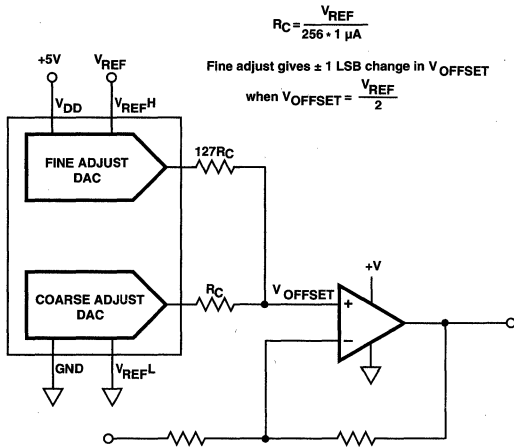 R_C = V_REF / 256 * 1 µA
Fine adjust gives ± 1 LSB change in V_OFFSET
when V_OFFSET = V_REF / 2
+5V
V_REF
V_DD
V_REFH
FINE ADJUST
DAC
127R_C
COARSE ADJUST
DAC
R_C
V_OFFSET
+V
+
−
GND
V_REFL